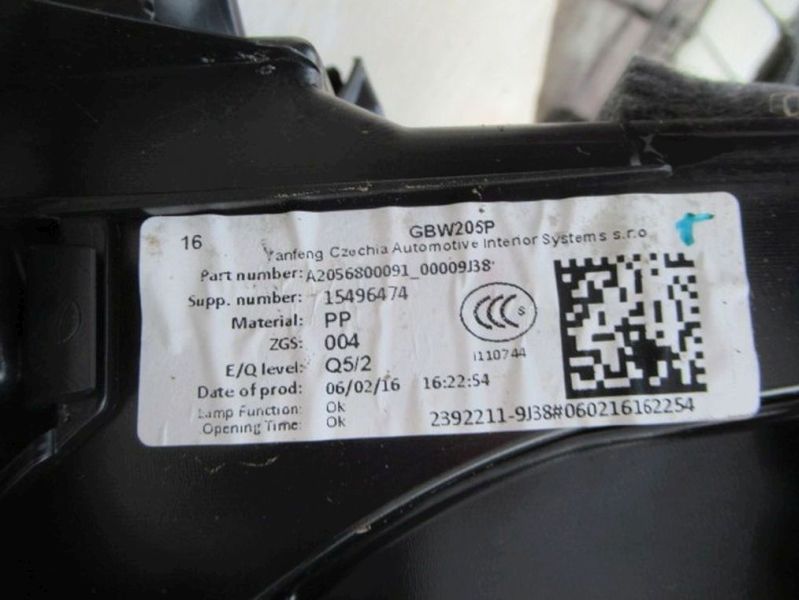 16
GBW205P
Yanfeng Czechia Automotive Interior Systems s.r.o
Part number: A2056800091_00009J38
Supp. number: 15496474
Material: PP
ZGS: 004
E/Q level: Q5/2
Date of prod: 06/02/16 16:22:54
Lamp Function: Ok
Opening Time: Ok
CCC S
i110744
2392211-9J38#060216162254